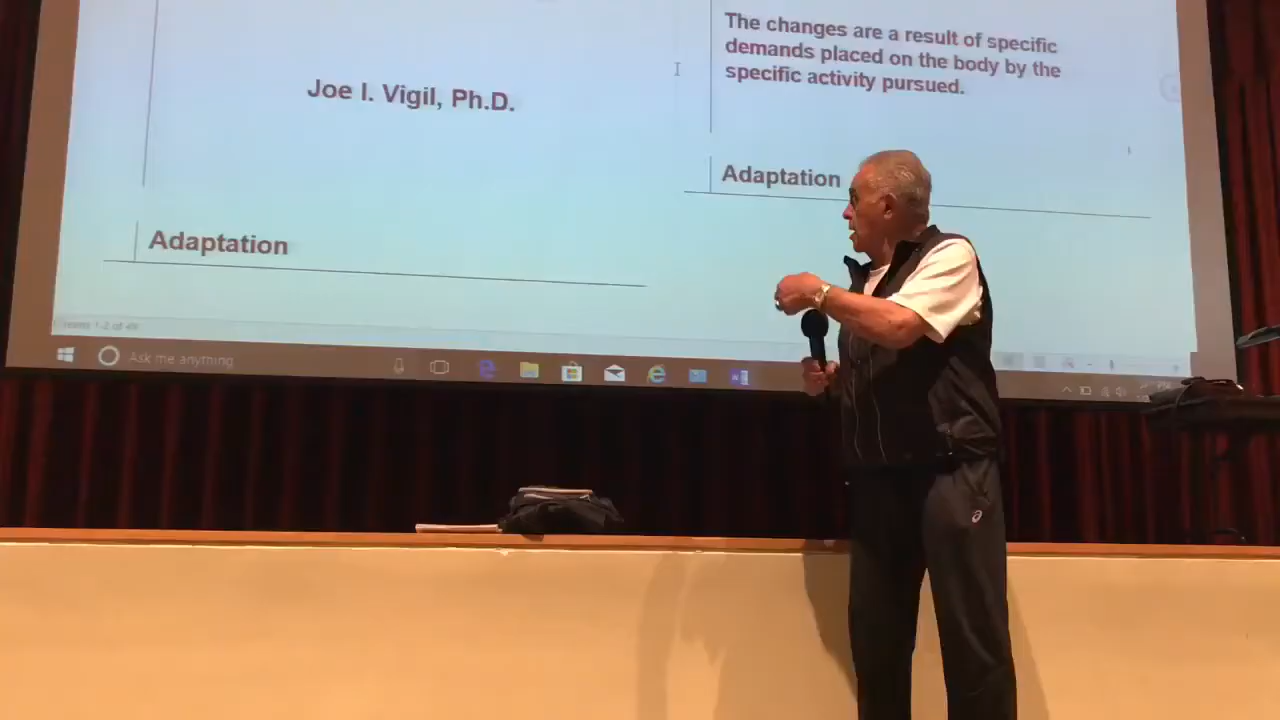 Joe I. Vigil, Ph.D.
Adaptation
The changes are a result of specific
demands placed on the body by the
specific activity pursued.
Adaptation
Ask me anything